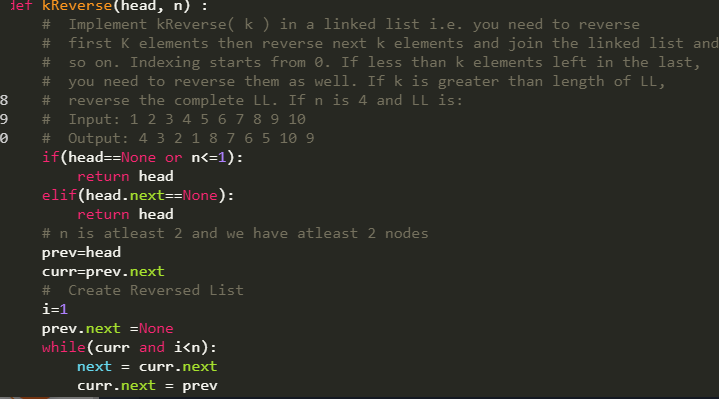 def kReverse(head, n) :
#  Implement kReverse( k ) in a linked list i.e. you need to reverse
#  first K elements then reverse next k elements and join the linked list and
#  so on. Indexing starts from 0. If less than k elements left in the last,
#  you need to reverse them as well. If k is greater than length of LL,
8 #  reverse the complete LL. If n is 4 and LL is:
9 #  Input: 1 2 3 4 5 6 7 8 9 10
0 #  Output: 4 3 2 1 8 7 6 5 10 9
if(head==None or n<=1):
return head
elif(head.next==None):
return head
# n is atleast 2 and we have atleast 2 nodes
prev=head
curr=prev.next
#  Create Reversed List
i=1
prev.next =None
while(curr and i<n):
next = curr.next
curr.next = prev